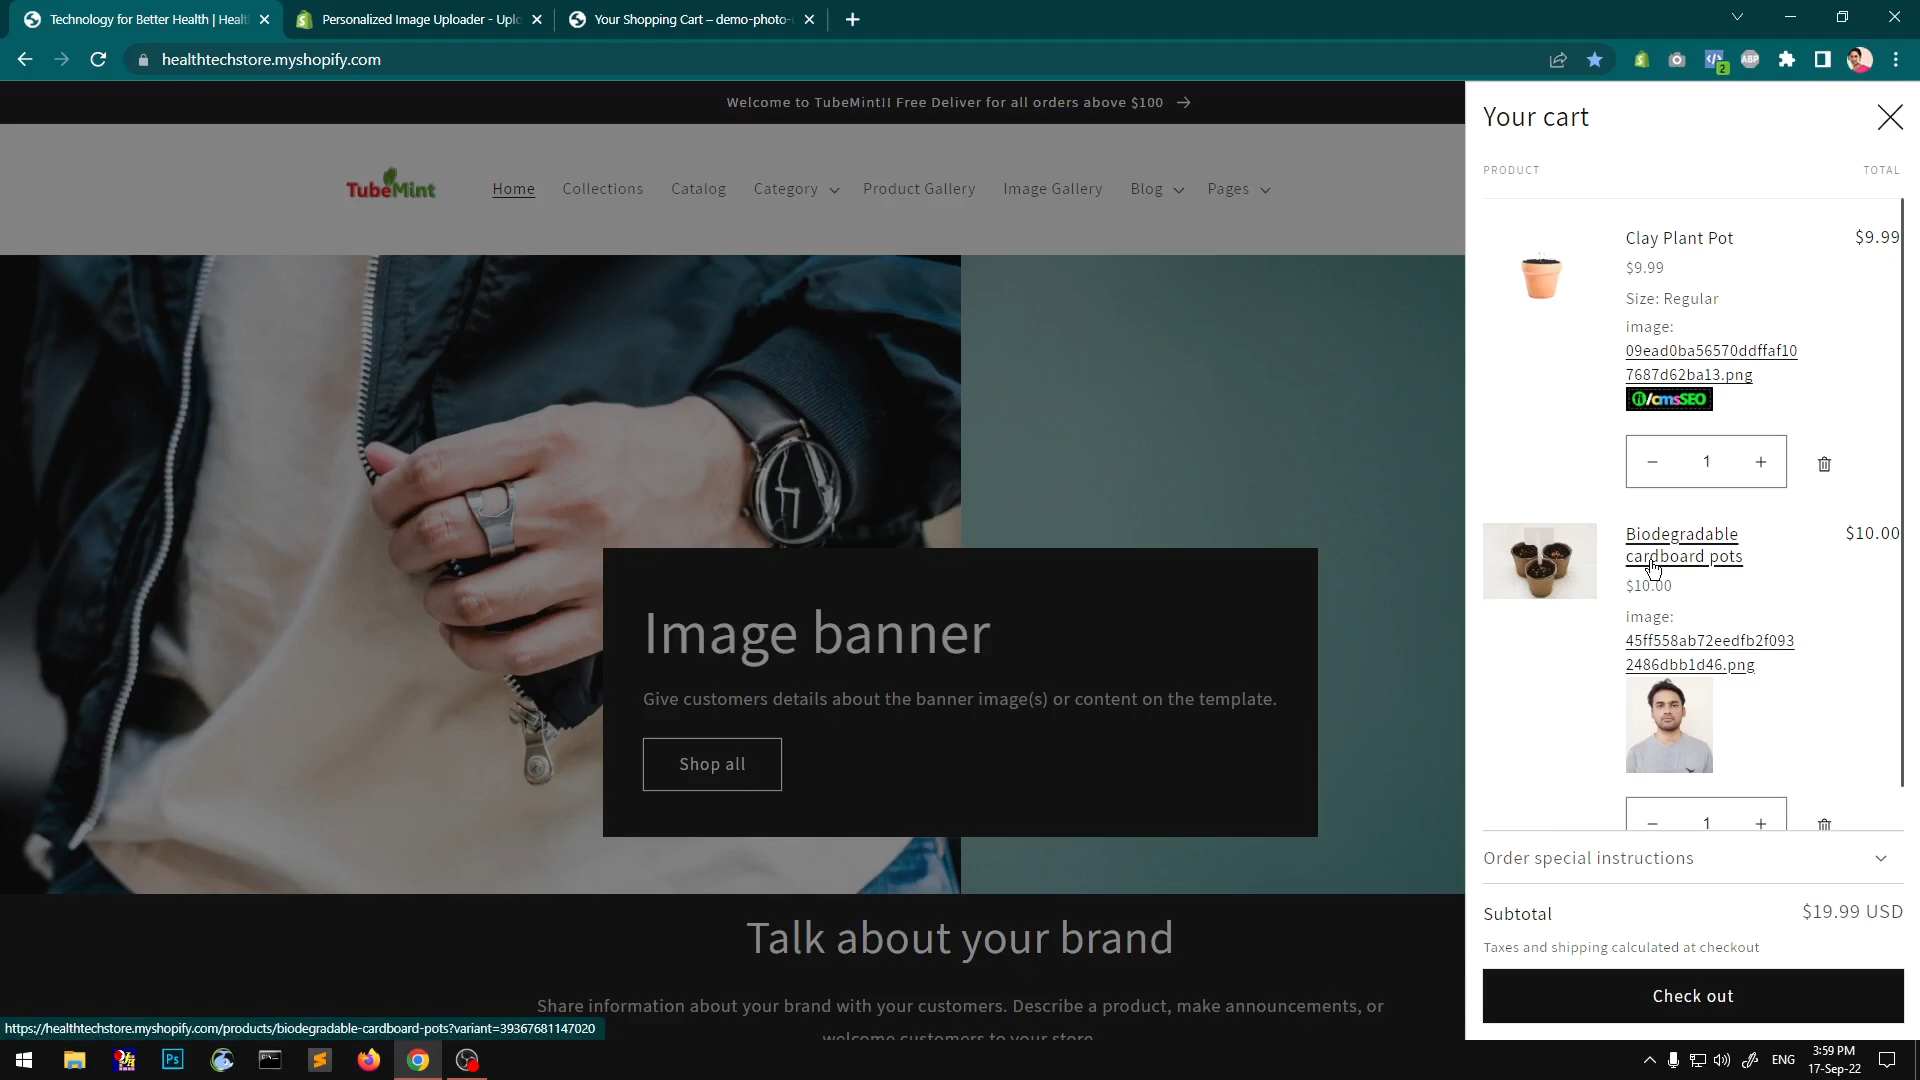 Technology for Better Health | Healt
Personalized Image Uploader - Uplo
Your Shopping Cart – demo-photo-
healthtechstore.myshopify.com
2
ABP
Welcome to TubeMint!! Free Deliver for all orders above $100 →
TubeMint
Home
Collections
Catalog
Category
Product Gallery
Image Gallery
Blog
Pages
Image banner
Give customers details about the banner image(s) or content on the template.
Shop all
Talk about your brand
Share information about your brand with your customers. Describe a product, make announcements, or
welcome customers to your store.
Your cart
PRODUCT
TOTAL
Clay Plant Pot
$9.99
$9.99
Size: Regular
image:
09ead0ba56570ddffaf10
7687d62ba13.png
/cmsSEO
− 1 +
Biodegradable
cardboard pots
$10.00
$10.00
image:
45ff558ab72eedfb2f093
2486dbb1d46.png
− 1 +
Order special instructions
Subtotal
$19.99 USD
Taxes and shipping calculated at checkout
Check out
https://healthtechstore.myshopify.com/products/biodegradable-cardboard-pots?variant=39367681147020
Ps
ENG
3:59 PM
17-Sep-22